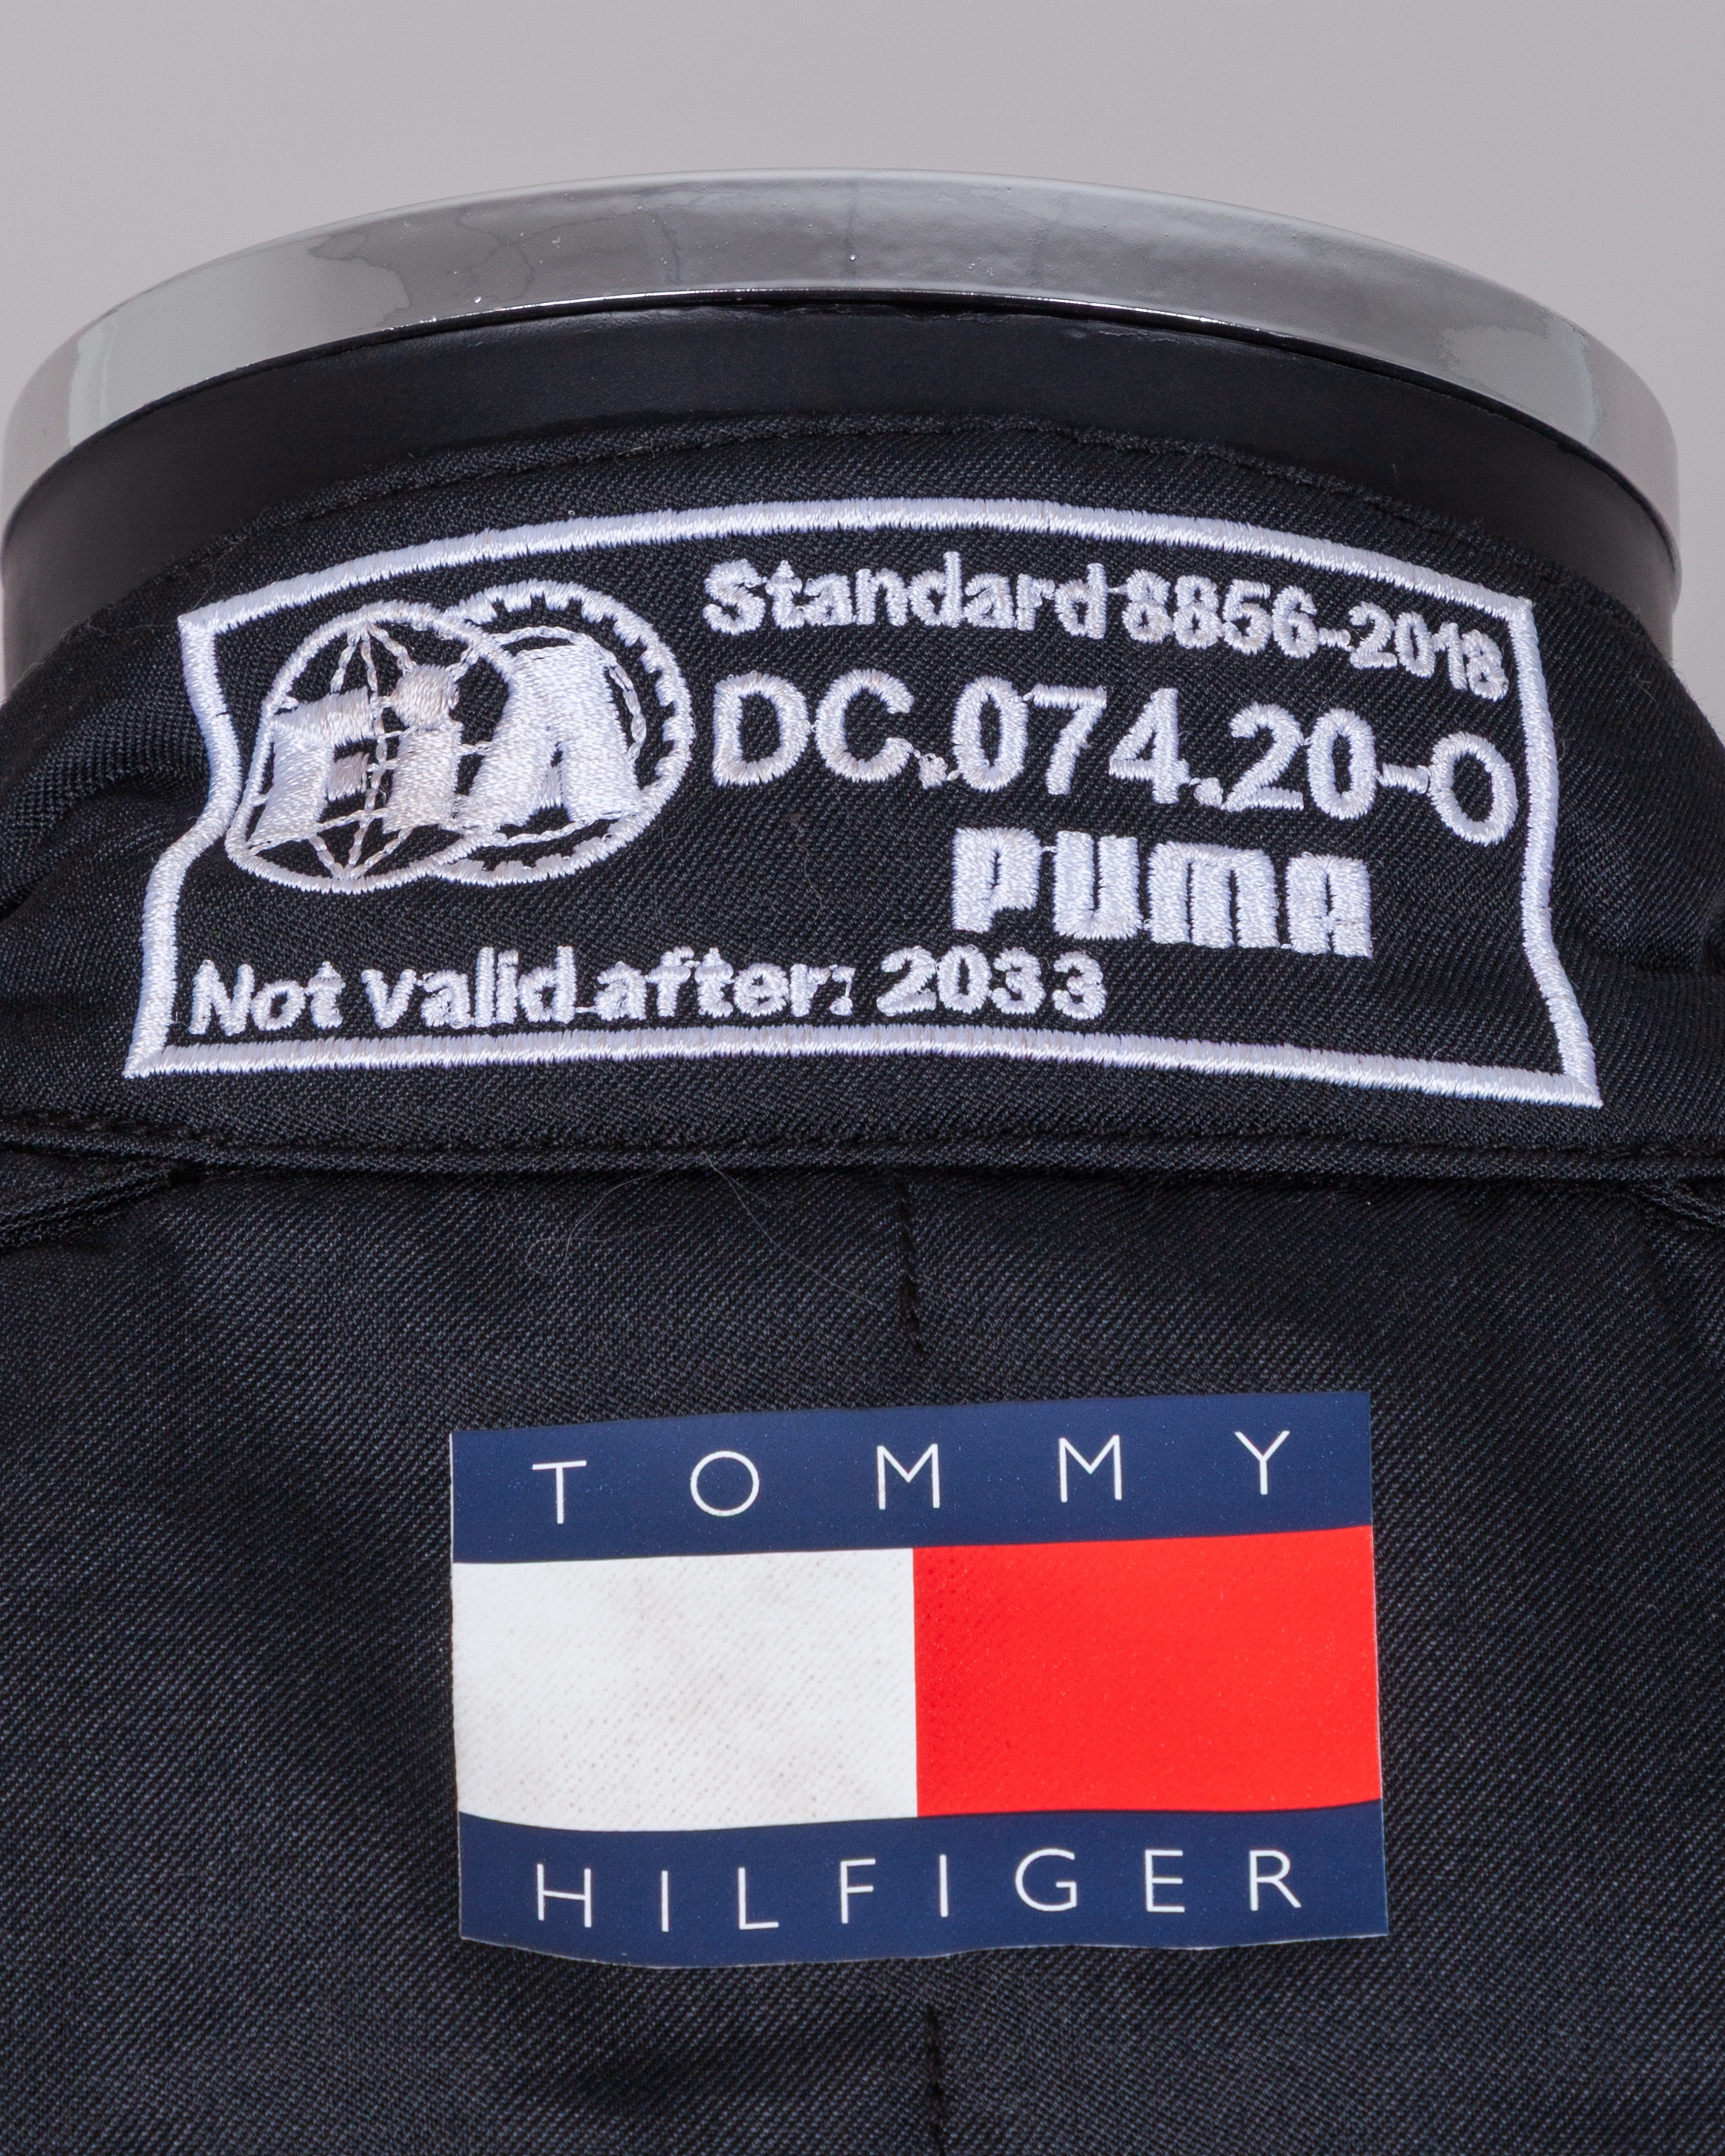 FIA
Standard 8856-2018
DC.074.20-O
PUMA
Not valid after: 2033
TOMMY
HILFIGER